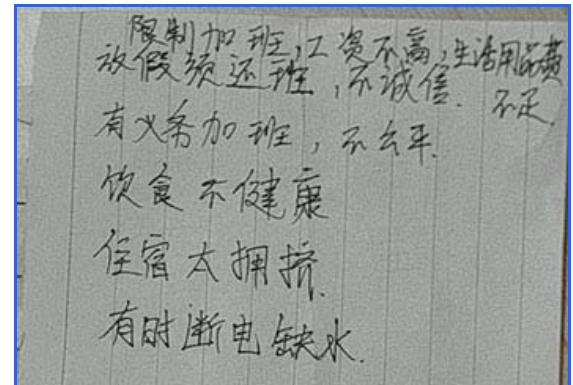 限制加班,工资不高,生活用品费
不足.
放假须还班,不诚信.
有义务加班,不公平.
饮食不健康
住宿太拥挤.
有时断电缺水.